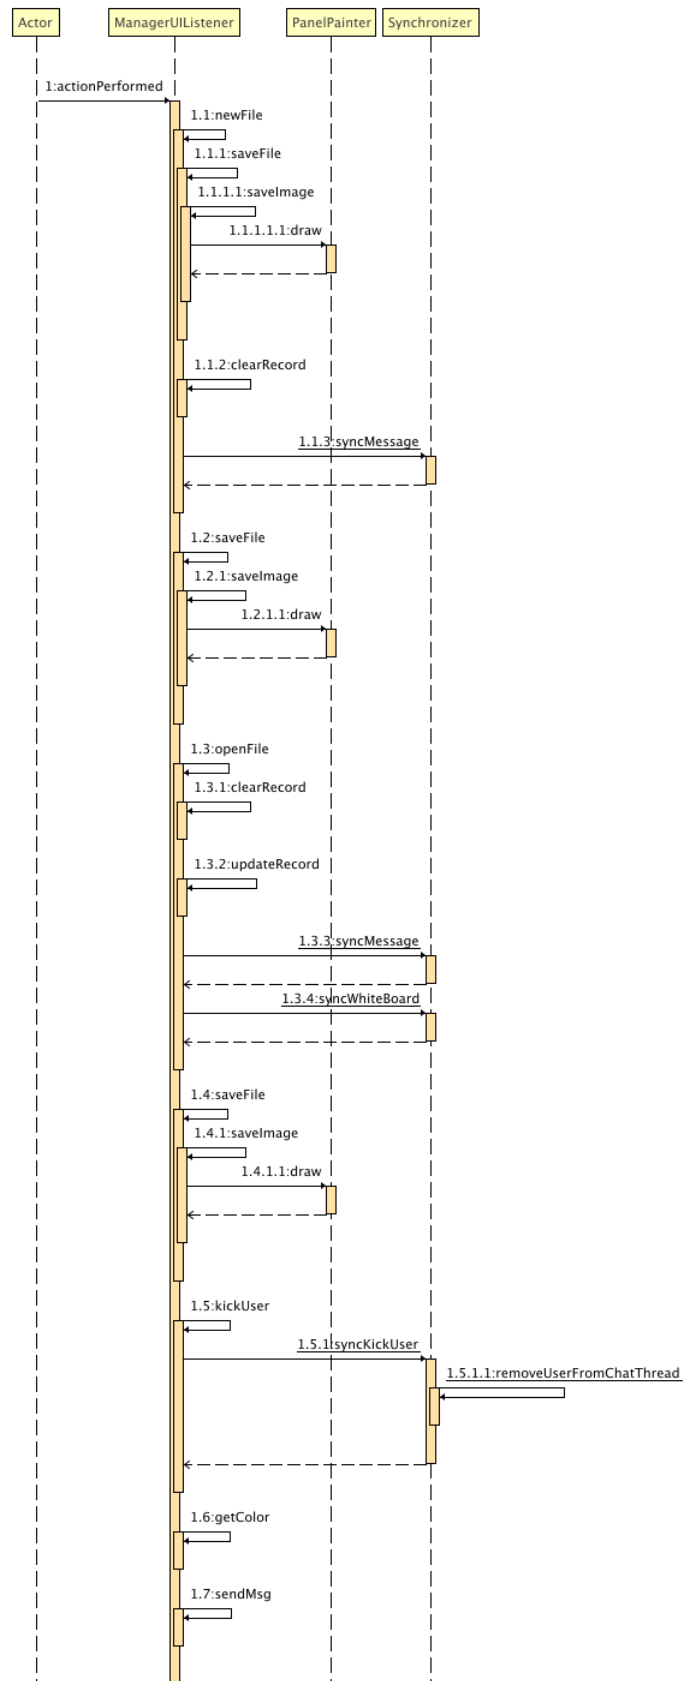 Actor
ManagerUIListener
PanelPainter
Synchronizer
1:actionPerformed
1.1:newFile
1.1.1:saveFile
1.1.1.1:saveImage
1.1.1.1.1:draw
1.1.2:clearRecord
1.1.3:syncMessage
1.2:saveFile
1.2.1:saveImage
1.2.1.1:draw
1.3:openFile
1.3.1:clearRecord
1.3.2:updateRecord
1.3.3:syncMessage
1.3.4:syncWhiteBoard
1.4:saveFile
1.4.1:saveImage
1.4.1.1:draw
1.5:kickUser
1.5.1:syncKickUser
1.5.1.1:removeUserFromChatThread
1.6:getColor
1.7:sendMsg